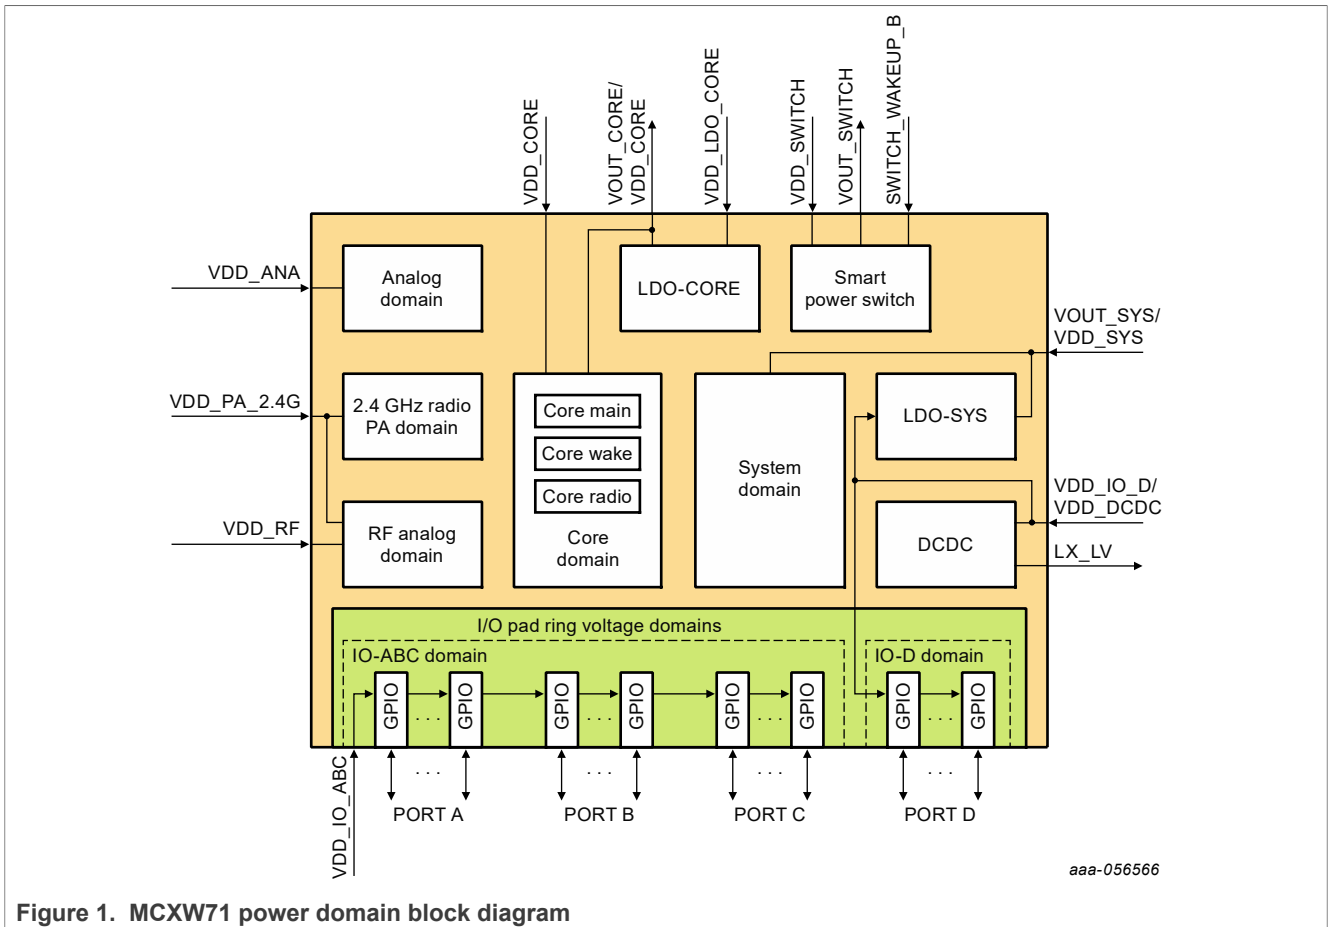 VDD_CORE
VOUT_CORE/
VDD_CORE
VDD_LDO_CORE
VDD_SWITCH
VOUT_SWITCH
SWITCH_WAKEUP_B
VDD_ANA
Analog
domain
LDO-CORE
Smart
power switch
VOUT_SYS/
VDD_SYS
VDD_PA_2.4G
2.4 GHz radio
PA domain
Core main
Core wake
Core radio
Core
domain
System
domain
LDO-SYS
VDD_IO_D/
VDD_DCDC
VDD_RF
RF analog
domain
DCDC
LX_LV
I/O pad ring voltage domains
IO-ABC domain
IO-D domain
GPIO
. . .
GPIO
GPIO
. . .
GPIO
GPIO
. . .
GPIO
GPIO
. . .
GPIO
VDD_IO_ABC
. . .
. . .
. . .
. . .
PORT A
PORT B
PORT C
PORT D
aaa-056566
Figure 1. MCXW71 power domain block diagram